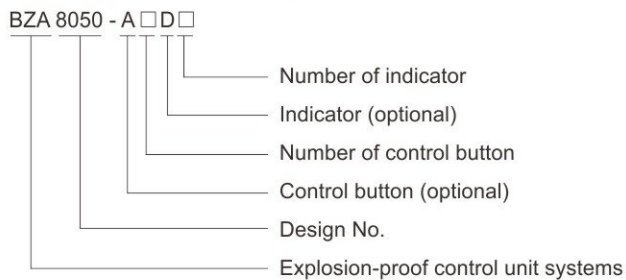 BZA 8050 - A □ D □
Number of indicator
Indicator (optional)
Number of control button
Control button (optional)
Design No.
Explosion-proof control unit systems